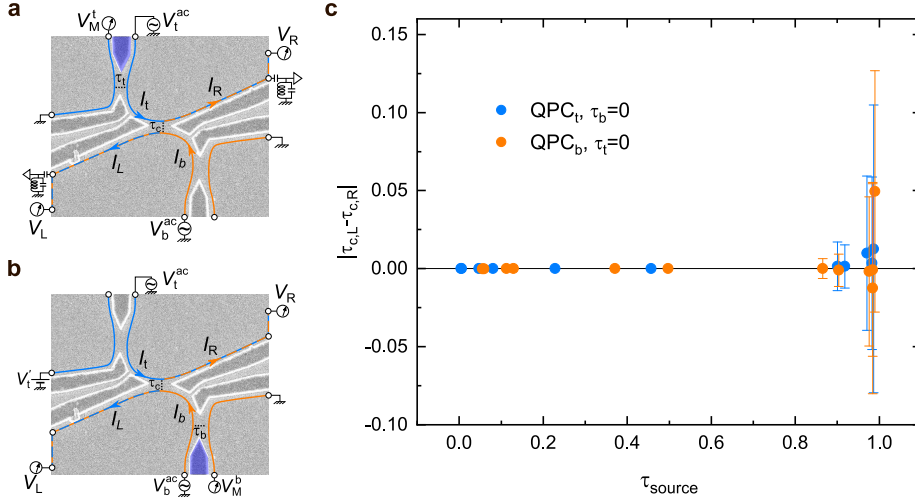 a
V_M^t
V_t^ac
V_R
τ_t
I_t
I_R
τ_c
I_L
I_b
V_L
V_b^ac
b
V_t^ac
V_R
I_t
I_R
V_t'
τ_c
I_L
I_b
τ_b
V_L
V_b^ac
V_M^b
c
0.15
0.10
0.05
0.00
-0.05
-0.10
|τ_c,L-τ_c,R|
QPC_t, τ_b=0
QPC_b, τ_t=0
0.0 0.2 0.4 0.6 0.8 1.0
τ_source